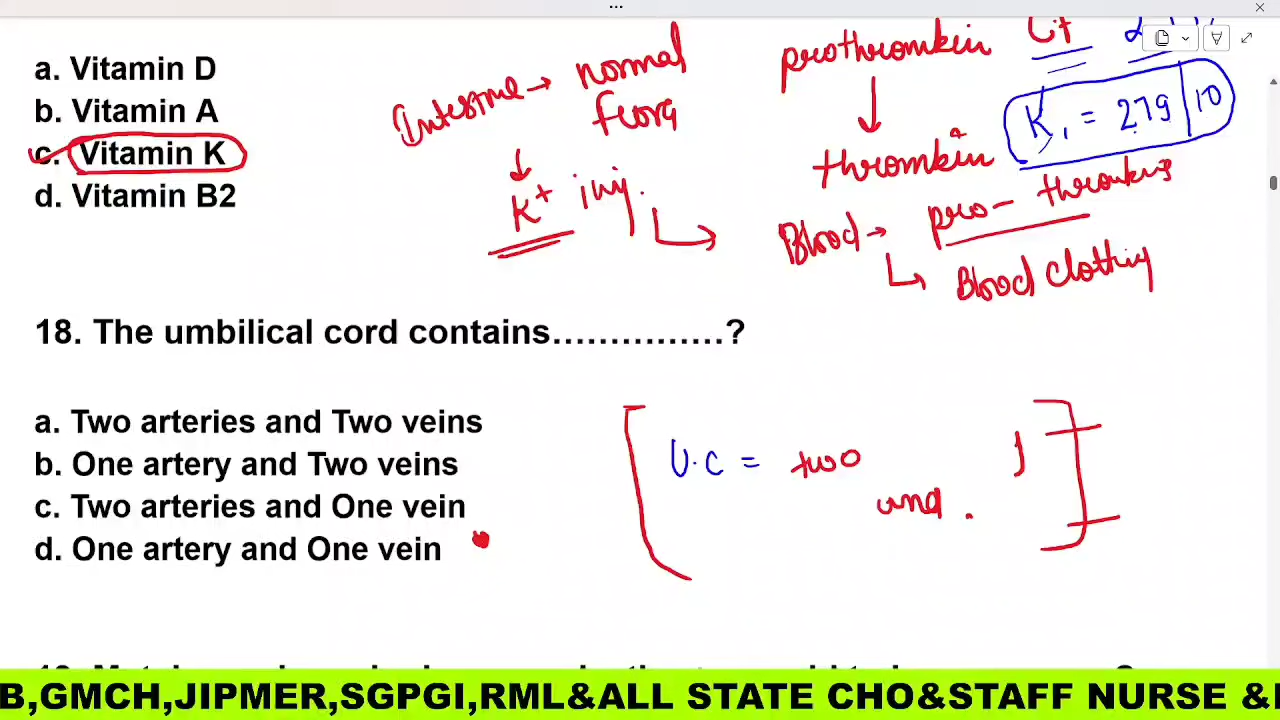 a. Vitamin D
b. Vitamin A
c. Vitamin K
d. Vitamin B2
Intestine → normal
flora
K+ inj.
prothrombin
thrombin
K, = 279/10
Blood → pro- thrombin
Blood clothing
18. The umbilical cord contains……………?
a. Two arteries and Two veins
b. One artery and Two veins
c. Two arteries and One vein
d. One artery and One vein
U.C = two
and . 1
B,GMCH,JIPMER,SGPGI,RML&ALL STATE CHO&STAFF NURSE &